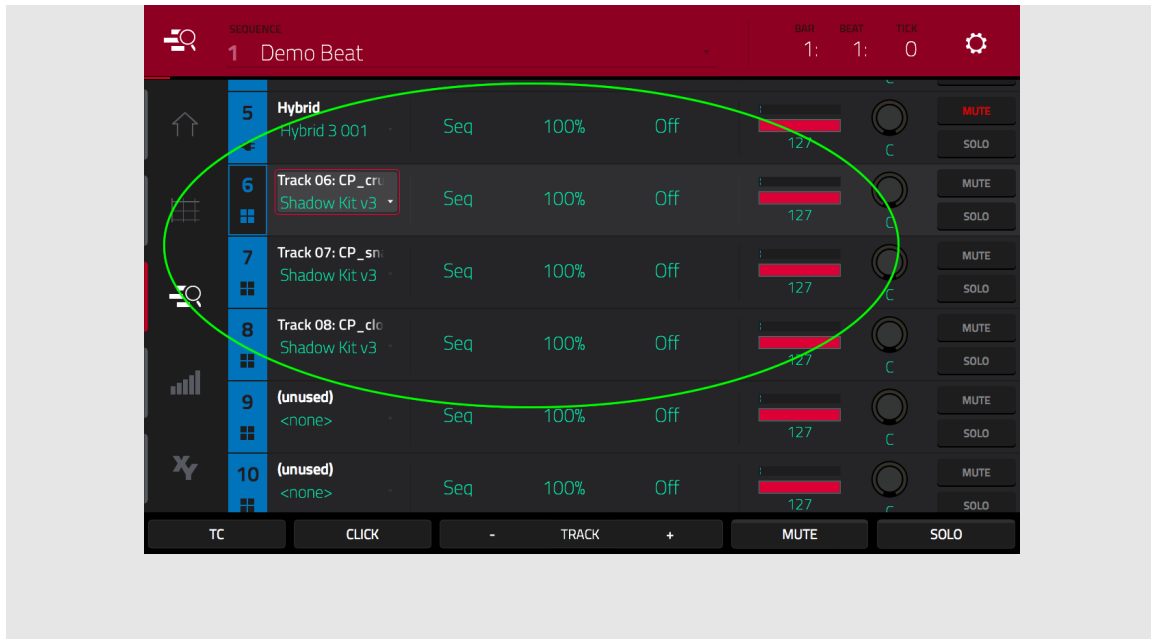 SEQUENCE BAR BEAT TICK
1 Demo Beat 1: 1: 0
5 Hybrid MUTE
Hybrid 3 001 Seq 100% Off 127 C SOLO
6 Track 06: CP_cru MUTE
Shadow Kit v3 Seq 100% Off 127 C SOLO
7 Track 07: CP_sn MUTE
Shadow Kit v3 Seq 100% Off 127 C SOLO
8 Track 08: CP_clo MUTE
Shadow Kit v3 Seq 100% Off 127 C SOLO
9 (unused) MUTE
<none> Seq 100% Off 127 C SOLO
10 (unused) MUTE
<none> Seq 100% Off 127 SOLO
XY
TC CLICK - TRACK + MUTE SOLO